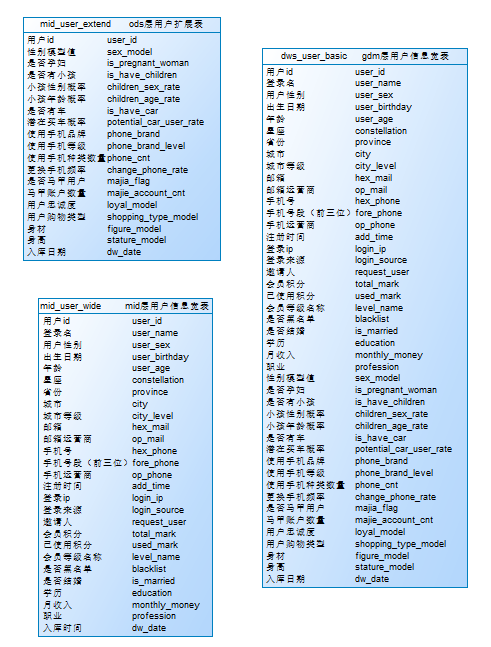 mid_user_extend ods层用户扩展表
用户id user_id
性别模型值 sex_model
是否孕妇 is_pregnant_woman
是否有小孩 is_have_children
小孩性别概率 children_sex_rate
小孩年龄概率 children_age_rate
是否有车 is_have_car
潜在买车概率 potential_car_user_rate
使用手机品牌 phone_brand
使用手机等级 phone_brand_level
使用手机种类数量 phone_cnt
更换手机频率 change_phone_rate
是否马甲用户 majia_flag
马甲账户数量 majie_account_cnt
用户忠诚度 loyal_model
用户购物类型 shopping_type_model
身材 figure_model
身高 stature_model
入库日期 dw_date
mid_user_wide mid层用户信息宽表
用户id user_id
登录名 user_name
用户性别 user_sex
出生日期 user_birthday
年龄 user_age
星座 constellation
省份 province
城市 city
城市等级 city_level
邮箱 hex_mail
邮箱运营商 op_mail
手机号 hex_phone
手机号段（前三位） fore_phone
手机运营商 op_phone
注册时间 add_time
登录ip login_ip
登录来源 login_source
邀请人 request_user
会员积分 total_mark
已使用积分 used_mark
会员等级名称 level_name
是否黑名单 blacklist
是否结婚 is_married
学历 education
月收入 monthly_money
职业 profession
入库时间 dw_date
dws_user_basic gdm层用户信息宽表
用户id user_id
登录名 user_name
用户性别 user_sex
出生日期 user_birthday
年龄 user_age
星座 constellation
省份 province
城市 city
城市等级 city_level
邮箱 hex_mail
邮箱运营商 op_mail
手机号 hex_phone
手机号段（前三位） fore_phone
手机运营商 op_phone
注册时间 add_time
登录ip login_ip
登录来源 login_source
邀请人 request_user
会员积分 total_mark
已使用积分 used_mark
会员等级名称 level_name
是否黑名单 blacklist
是否结婚 is_married
学历 education
月收入 monthly_money
职业 profession
性别模型值 sex_model
是否孕妇 is_pregnant_woman
是否有小孩 is_have_children
小孩性别概率 children_sex_rate
小孩年龄概率 children_age_rate
是否有车 is_have_car
潜在买车概率 potential_car_user_rate
使用手机品牌 phone_brand
使用手机等级 phone_brand_level
使用手机种类数量 phone_cnt
更换手机频率 change_phone_rate
是否马甲用户 majia_flag
马甲账户数量 majie_account_cnt
用户忠诚度 loyal_model
用户购物类型 shopping_type_model
身材 figure_model
身高 stature_model
入库日期 dw_date